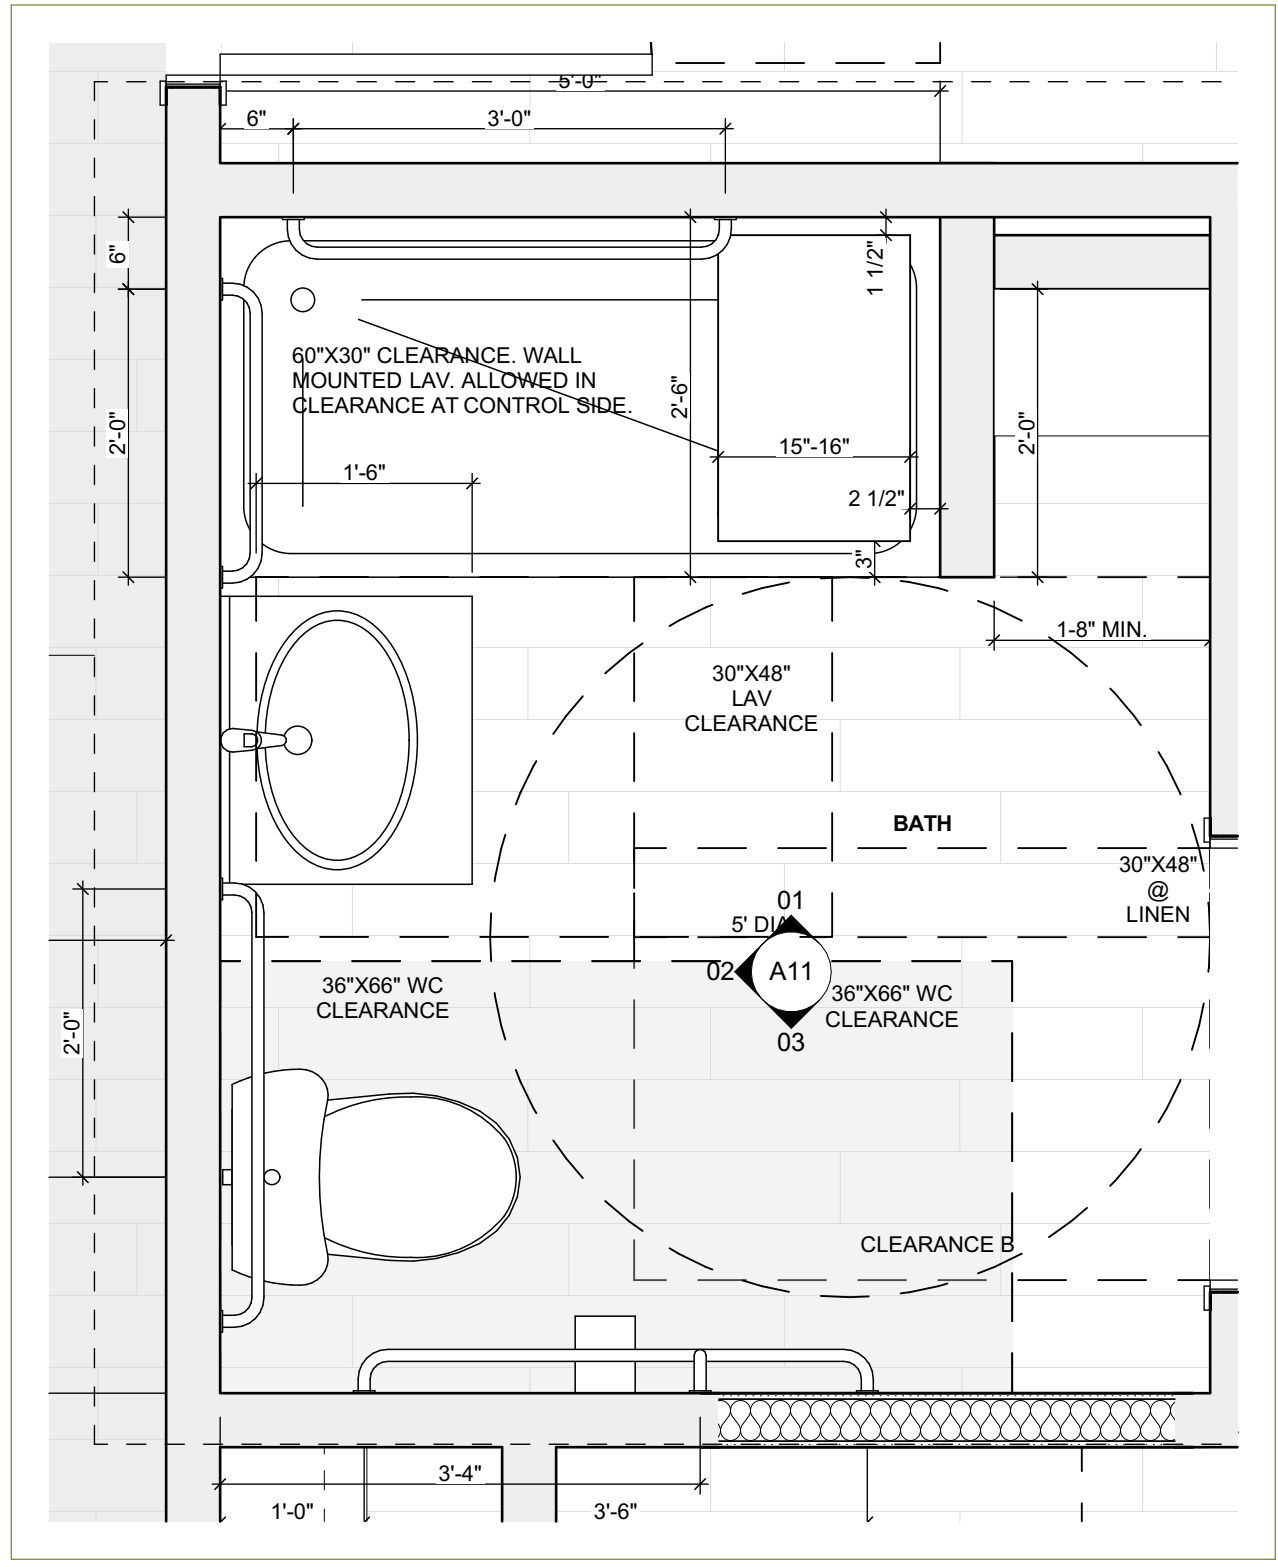 5'-0"
6"
3'-0"
6"
1 1/2"
60"X30" CLEARANCE. WALL
MOUNTED LAV. ALLOWED IN
CLEARANCE AT CONTROL SIDE.
2'-6"
2'-0"
2'-0"
15"-16"
1'-6"
2 1/2"
3"
1-8" MIN.
30"X48"
LAV
CLEARANCE
BATH
30"X48"
@
LINEN
01
5' DIA
02
A11
03
36"X66" WC
CLEARANCE
36"X66" WC
CLEARANCE
2'-0"
CLEARANCE B
3'-4"
1'-0"
3'-6"